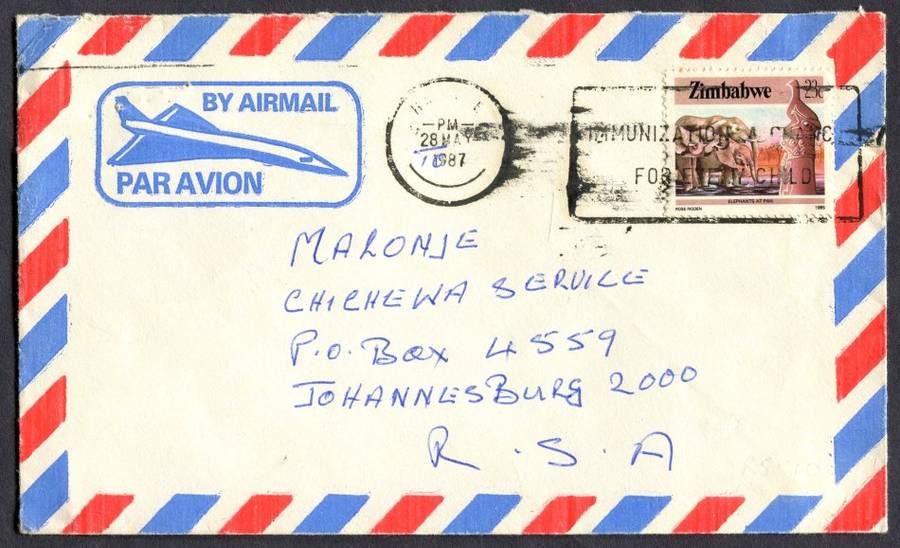 BY AIRMAIL
PAR AVION
PM
28 MAY
1987
Zimbabwe 23c
IMMUNIZATION A CHANC
FOR EVERY CHILD
ELEPHANTS AT PAN
1985
MALONJE
CHICHEWA SERVICE
P.O. BOX 4559
JOHANNESBURG 2000
R.S.A